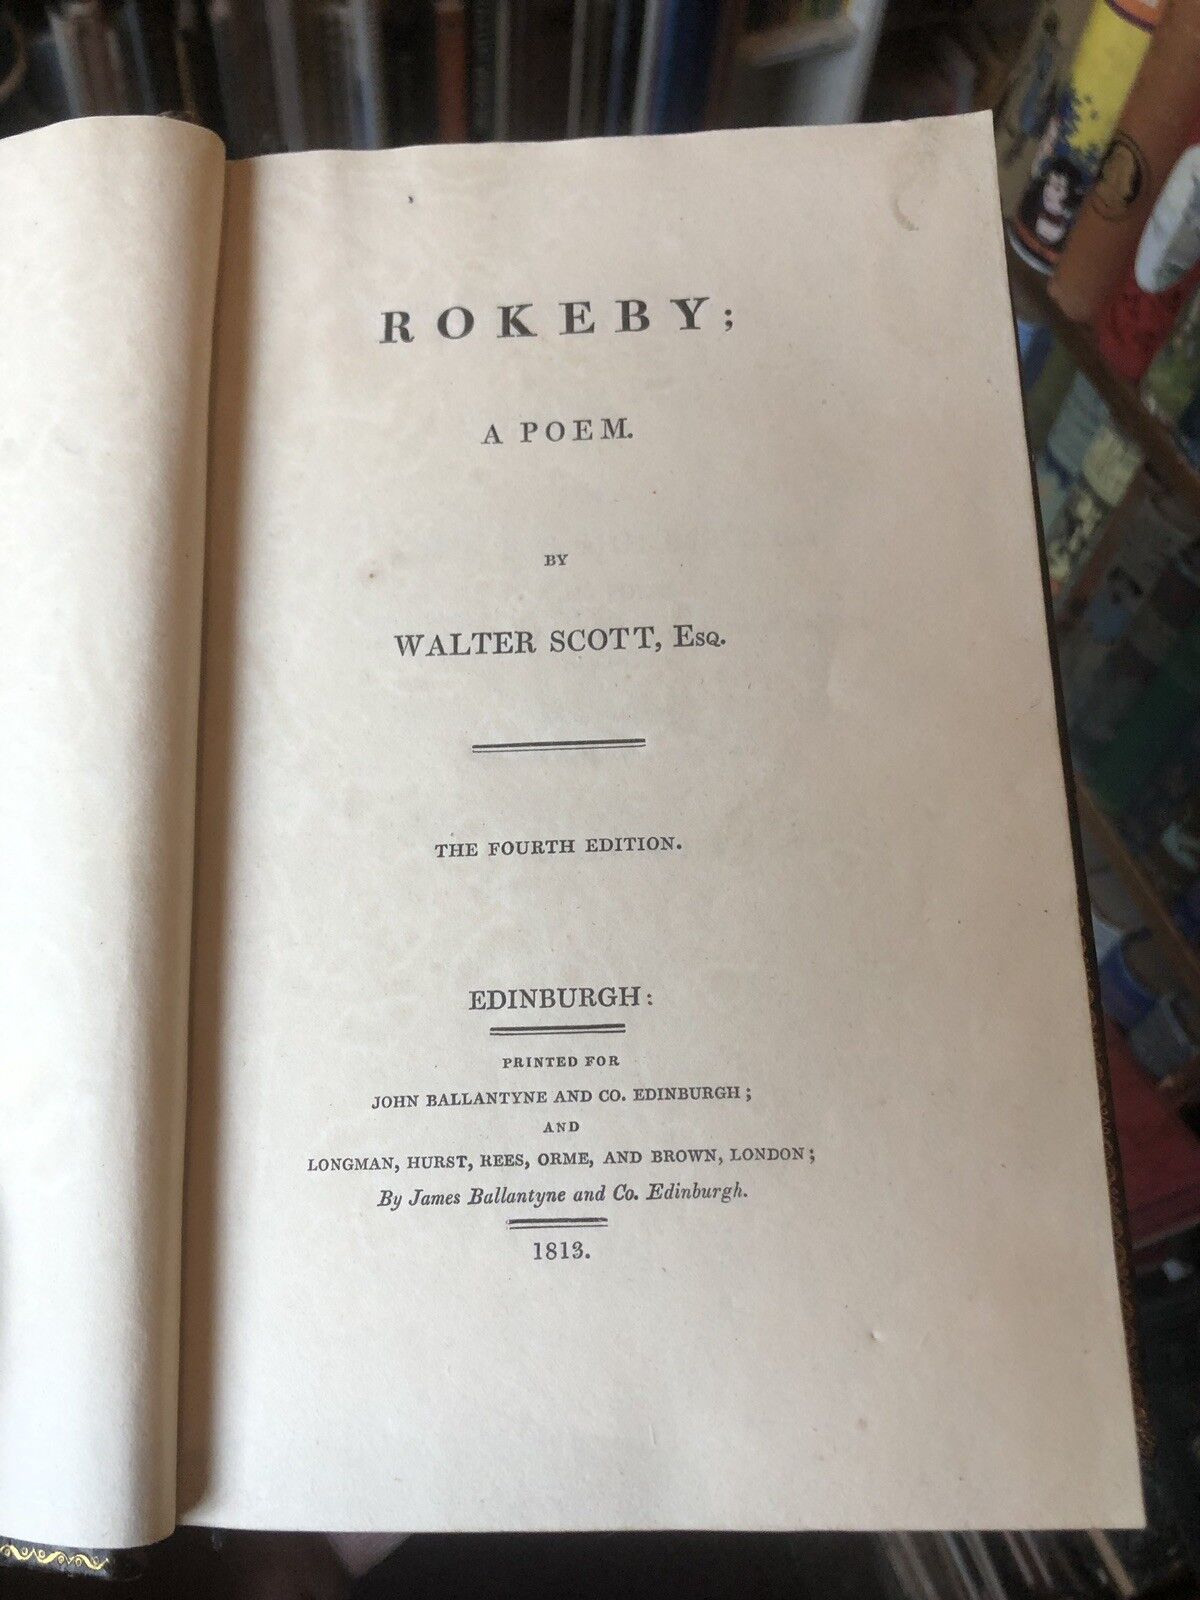 ROKEBY;
A POEM.
BY
WALTER SCOTT, Esq.
THE FOURTH EDITION.
EDINBURGH:
PRINTED FOR
JOHN BALLANTYNE AND CO. EDINBURGH;
AND
LONGMAN, HURST, REES, ORME, AND BROWN, LONDON;
By James Ballantyne and Co. Edinburgh.
1813.